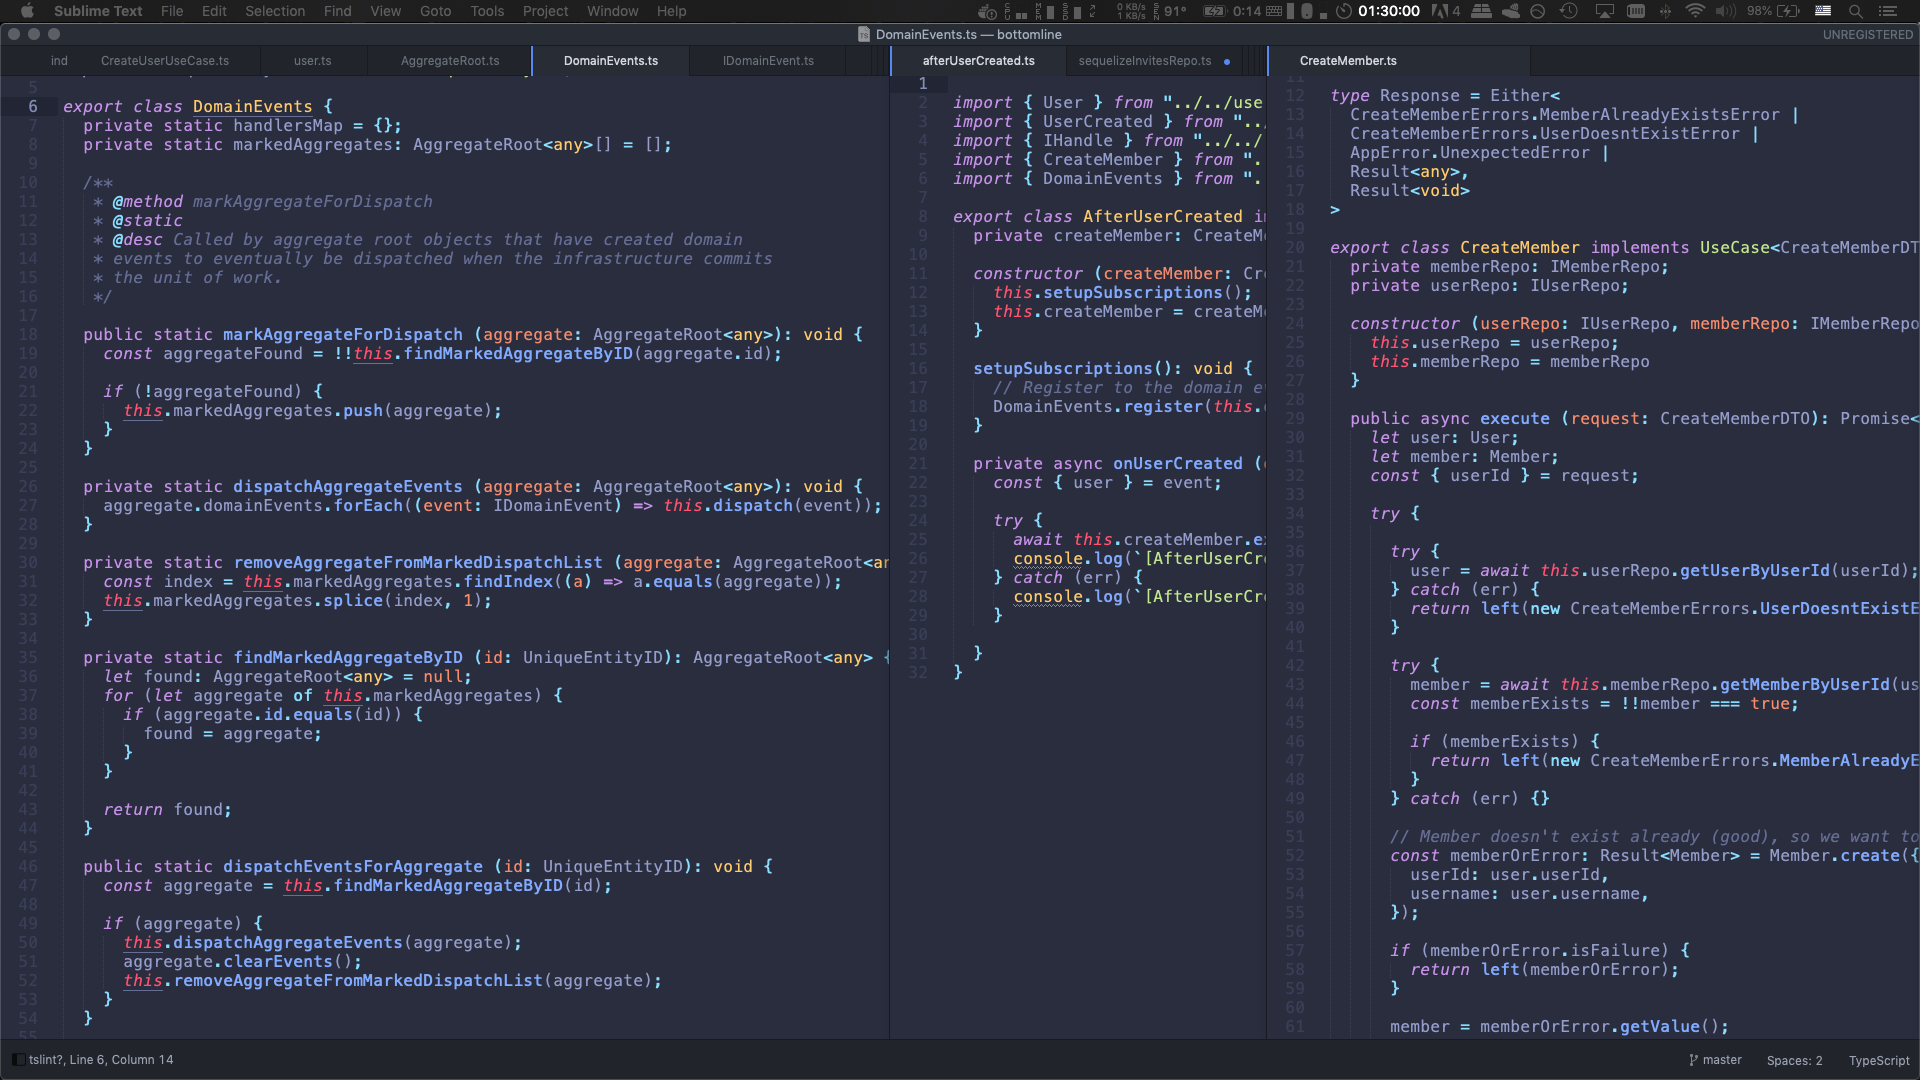 Sublime Text File Edit Selection Find View Goto Tools Project Window Help 0 KB/s 1 KB/s 91° 0:14 01:30:00 4 98%
DomainEvents.ts — bottomline
UNREGISTERED
ind CreateUserUseCase.ts user.ts AggregateRoot.ts DomainEvents.ts IDomainEvent.ts
5
6 export class DomainEvents {
7 private static handlersMap = {};
8 private static markedAggregates: AggregateRoot<any>[] = [];
9
10 /**
11 * @method markAggregateForDispatch
12 * @static
13 * @desc Called by aggregate root objects that have created domain
14 * events to eventually be dispatched when the infrastructure commits
15 * the unit of work.
16 */
17
18 public static markAggregateForDispatch (aggregate: AggregateRoot<any>): void {
19 const aggregateFound = !!this.findMarkedAggregateByID(aggregate.id);
20
21 if (!aggregateFound) {
22 this.markedAggregates.push(aggregate);
23 }
24 }
25
26 private static dispatchAggregateEvents (aggregate: AggregateRoot<any>): void {
27 aggregate.domainEvents.forEach((event: IDomainEvent) => this.dispatch(event));
28 }
29
30 private static removeAggregateFromMarkedDispatchList (aggregate: AggregateRoot<an
31 const index = this.markedAggregates.findIndex((a) => a.equals(aggregate));
32 this.markedAggregates.splice(index, 1);
33 }
34
35 private static findMarkedAggregateByID (id: UniqueEntityID): AggregateRoot<any> {
36 let found: AggregateRoot<any> = null;
37 for (let aggregate of this.markedAggregates) {
38 if (aggregate.id.equals(id)) {
39 found = aggregate;
40 }
41 }
42
43 return found;
44 }
45
46 public static dispatchEventsForAggregate (id: UniqueEntityID): void {
47 const aggregate = this.findMarkedAggregateByID(id);
48
49 if (aggregate) {
50 this.dispatchAggregateEvents(aggregate);
51 aggregate.clearEvents();
52 this.removeAggregateFromMarkedDispatchList(aggregate);
53 }
54 }
55
afterUserCreated.ts sequelizeInvitesRepo.ts
1
2 import { User } from "../../use
3 import { UserCreated } from "..
4 import { IHandle } from "../../
5 import { CreateMember } from ".
6 import { DomainEvents } from ".
7
8 export class AfterUserCreated i
9 private createMember: CreateM
10
11 constructor (createMember: Cr
12 this.setupSubscriptions();
13 this.createMember = createM
14 }
15
16 setupSubscriptions(): void {
17 // Register to the domain e
18 DomainEvents.register(this.
19 }
20
21 private async onUserCreated (
22 const { user } = event;
23
24 try {
25 await this.createMember.e
26 console.log(`[AfterUserCr
27 } catch (err) {
28 console.log(`[AfterUserCr
29 }
30
31 }
32 }
CreateMember.ts
11
12 type Response = Either<
13 CreateMemberErrors.MemberAlreadyExistsError |
14 CreateMemberErrors.UserDoesntExistError |
15 AppError.UnexpectedError |
16 Result<any>,
17 Result<void>
18 >
19
20 export class CreateMember implements UseCase<CreateMemberDT
21 private memberRepo: IMemberRepo;
22 private userRepo: IUserRepo;
23
24 constructor (userRepo: IUserRepo, memberRepo: IMemberRepo
25 this.userRepo = userRepo;
26 this.memberRepo = memberRepo
27 }
28
29 public async execute (request: CreateMemberDTO): Promise<
30 let user: User;
31 let member: Member;
32 const { userId } = request;
33
34 try {
35
36 try {
37 user = await this.userRepo.getUserByUserId(userId);
38 } catch (err) {
39 return left(new CreateMemberErrors.UserDoesntExistE
40 }
41
42 try {
43 member = await this.memberRepo.getMemberByUserId(us
44 const memberExists = !!member === true;
45
46 if (memberExists) {
47 return left(new CreateMemberErrors.MemberAlreadyE
48 }
49 } catch (err) {}
50
51 // Member doesn't exist already (good), so we want to
52 const memberOrError: Result<Member> = Member.create({
53 userId: user.userId,
54 username: user.username,
55 });
56
57 if (memberOrError.isFailure) {
58 return left(memberOrError);
59 }
60
61 member = memberOrError.getValue();
tslint?, Line 6, Column 14
master Spaces: 2 TypeScript